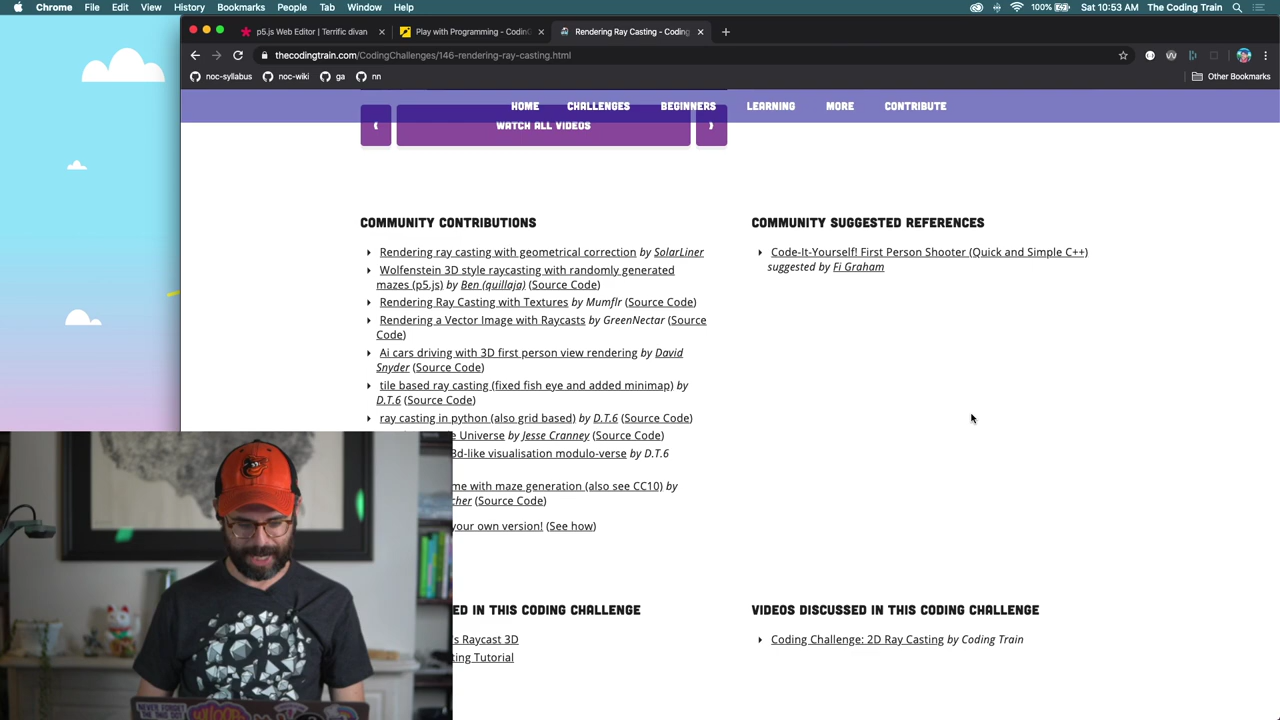 Chrome File Edit View History Bookmarks People Tab Window Help 100% Sat 10:53 AM The Coding Train
p5.js Web Editor | Terrific divan
Play with Programming - Codin
Rendering Ray Casting - Coding
thecodingtrain.com/CodingChallenges/146-rendering-ray-casting.html
noc-syllabus noc-wiki ga nn Other Bookmarks
HOME CHALLENGES BEGINNERS LEARNING MORE CONTRIBUTE
WATCH ALL VIDEOS
COMMUNITY CONTRIBUTIONS
Rendering ray casting with geometrical correction by SolarLiner
Wolfenstein 3D style raycasting with randomly generated
mazes (p5.js) by Ben (quillaja) (Source Code)
Rendering Ray Casting with Textures by Mumflr (Source Code)
Rendering a Vector Image with Raycasts by GreenNectar (Source
Code)
Ai cars driving with 3D first person view rendering by David
Snyder (Source Code)
tile based ray casting (fixed fish eye and added minimap) by
D.T.6 (Source Code)
ray casting in python (also grid based) by D.T.6 (Source Code)
e Universe by Jesse Cranney (Source Code)
3d-like visualisation modulo-verse by D.T.6
me with maze generation (also see CC10) by
cher (Source Code)
your own version! (See how)
COMMUNITY SUGGESTED REFERENCES
Code-It-Yourself! First Person Shooter (Quick and Simple C++)
suggested by Fi Graham
ED IN THIS CODING CHALLENGE
's Raycast 3D
ting Tutorial
VIDEOS DISCUSSED IN THIS CODING CHALLENGE
Coding Challenge: 2D Ray Casting by Coding Train
NEVER FORGET